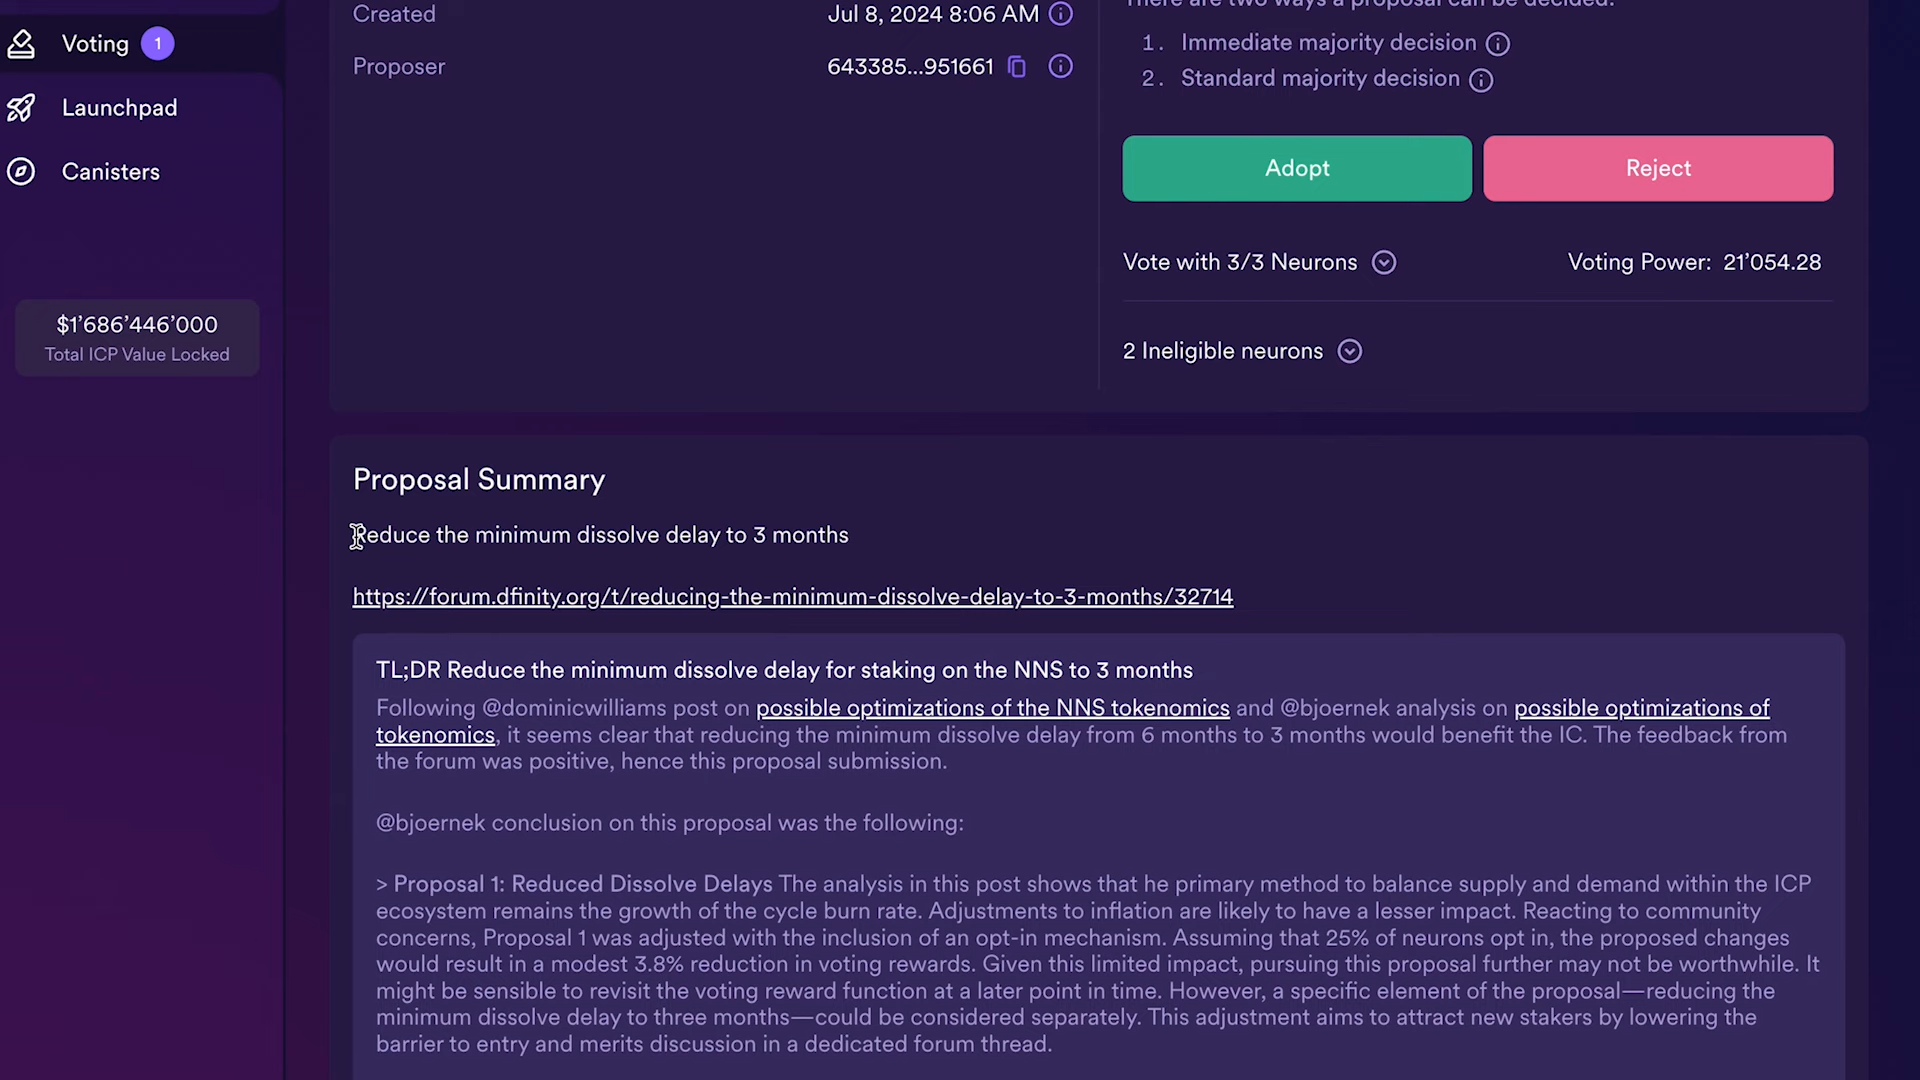 Voting 1
Launchpad
Canisters
$1’686’446’000
Total ICP Value Locked
Created Jul 8, 2024 8:06 AM
Proposer 643385...951661
There are two ways a proposal can be decided:
1. Immediate majority decision
2. Standard majority decision
Adopt Reject
Vote with 3/3 Neurons Voting Power: 21’054.28
2 Ineligible neurons
Proposal Summary
Reduce the minimum dissolve delay to 3 months
https://forum.dfinity.org/t/reducing-the-minimum-dissolve-delay-to-3-months/32714
TL;DR Reduce the minimum dissolve delay for staking on the NNS to 3 months
Following @dominicwilliams post on possible optimizations of the NNS tokenomics and @bjoernek analysis on possible optimizations of
tokenomics, it seems clear that reducing the minimum dissolve delay from 6 months to 3 months would benefit the IC. The feedback from
the forum was positive, hence this proposal submission.
@bjoernek conclusion on this proposal was the following:
> Proposal 1: Reduced Dissolve Delays The analysis in this post shows that he primary method to balance supply and demand within the ICP
ecosystem remains the growth of the cycle burn rate. Adjustments to inflation are likely to have a lesser impact. Reacting to community
concerns, Proposal 1 was adjusted with the inclusion of an opt-in mechanism. Assuming that 25% of neurons opt in, the proposed changes
would result in a modest 3.8% reduction in voting rewards. Given this limited impact, pursuing this proposal further may not be worthwhile. It
might be sensible to revisit the voting reward function at a later point in time. However, a specific element of the proposal—reducing the
minimum dissolve delay to three months—could be considered separately. This adjustment aims to attract new stakers by lowering the
barrier to entry and merits discussion in a dedicated forum thread.